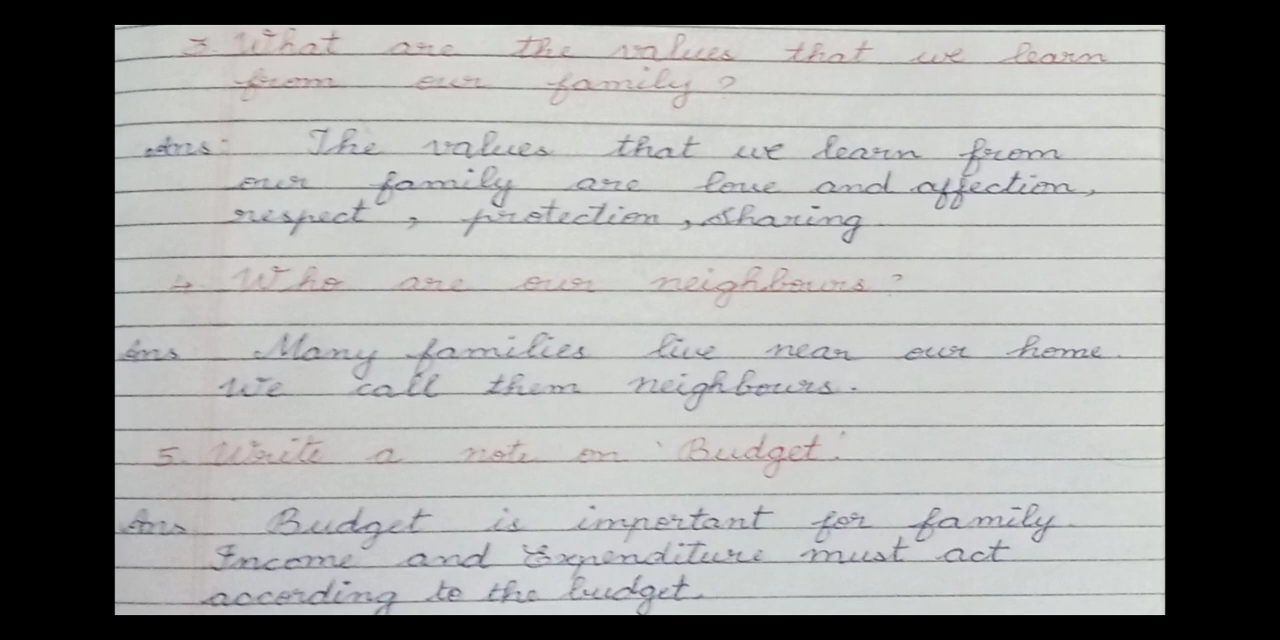 3. What are the values that we learn
from our family?
Ans: The values that we learn from
our family are love and affection,
respect, protection, sharing
4. Who are our neighbours?
Ans Many families live near our home.
We call them neighbours.
5. Write a note on 'Budget'.
Ans Budget is important for family.
Income and Expenditure must act
according to the budget.